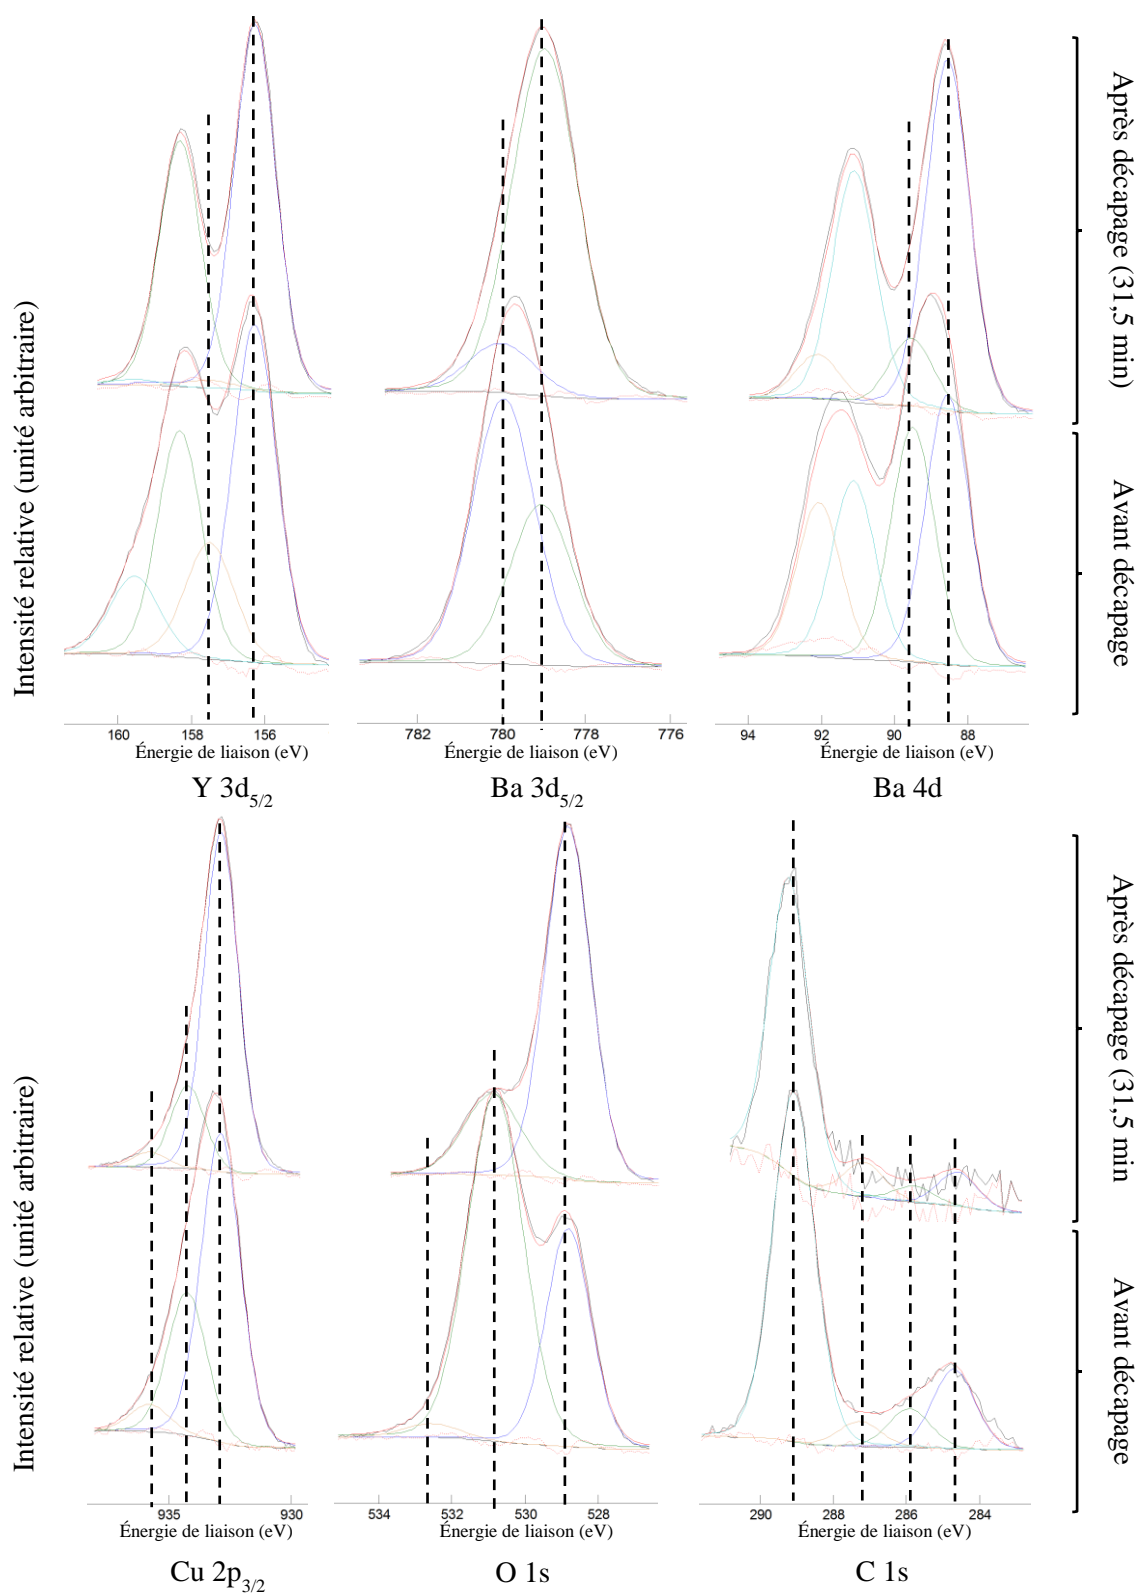 Intensité relative (unité arbitraire)
Après décapage (31,5 min)
Avant décapage
160 158 156
Énergie de liaison (eV)
Y 3d5/2
782 780 778 776
Énergie de liaison (eV)
Ba 3d5/2
94 92 90 88
Énergie de liaison (eV)
Ba 4d
Intensité relative (unité arbitraire)
Après décapage (31,5 min
Avant décapage
935 930
Énergie de liaison (eV)
Cu 2p3/2
534 532 530 528
Énergie de liaison (eV)
O 1s
290 288 286 284
Énergie de liaison (eV)
C 1s